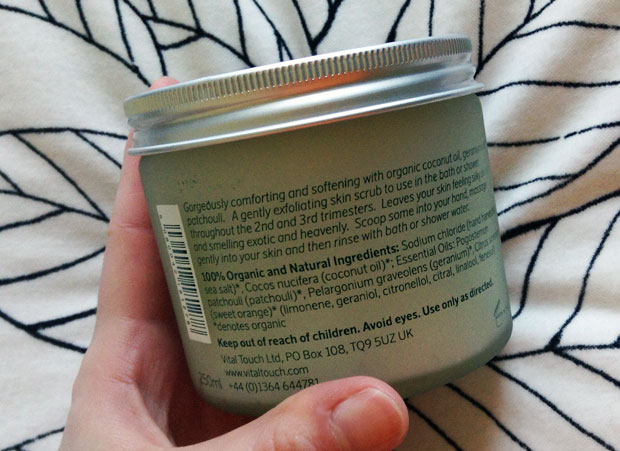 Gorgeously comforting and softening with organic coconut oil, geranium
patchouli. A gently exfoliating skin scrub to use in the bath or shower
throughout the 2nd and 3rd trimesters. Leaves your skin feeling silky
and smelling exotic and heavenly. Scoop some into your hand, massage
gently into your skin and then rinse with bath or shower water.
100% Organic and Natural Ingredients: Sodium chloride (hand harvested
sea salt)*, Cocos nucifera (coconut oil)*; Essential Oils: Pogostemon
patchouli (patchouli)*, Pelargonium graveolens (geranium)*, Citrus
(sweet orange)* (limonene, geraniol, citronellol, citral, linalool,
*denotes organic
Keep out of reach of children. Avoid eyes. Use only as directed.
Vital Touch Ltd, PO Box 108, TQ9 5UZ UK
www.vitaltouch.com
250ml +44 (0)1364 644781